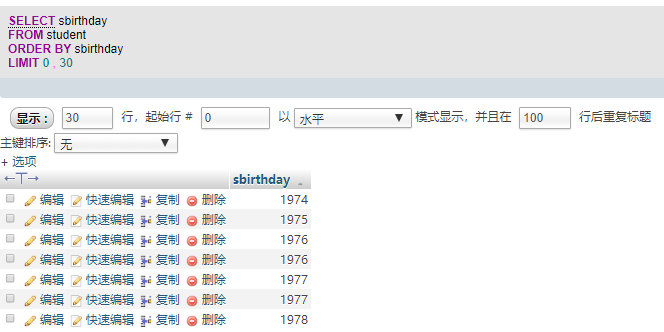 SELECT sbirthday
FROM student
ORDER BY sbirthday
LIMIT 0 , 30
显示 : 30 行，起始行 # 0 以 水平 模式显示，并且在 100 行后重复标题
主键排序: 无
+ 选项
←T→ sbirthday
编辑 快速编辑 复制 删除 1974
编辑 快速编辑 复制 删除 1975
编辑 快速编辑 复制 删除 1976
编辑 快速编辑 复制 删除 1976
编辑 快速编辑 复制 删除 1977
编辑 快速编辑 复制 删除 1977
编辑 快速编辑 复制 删除 1978